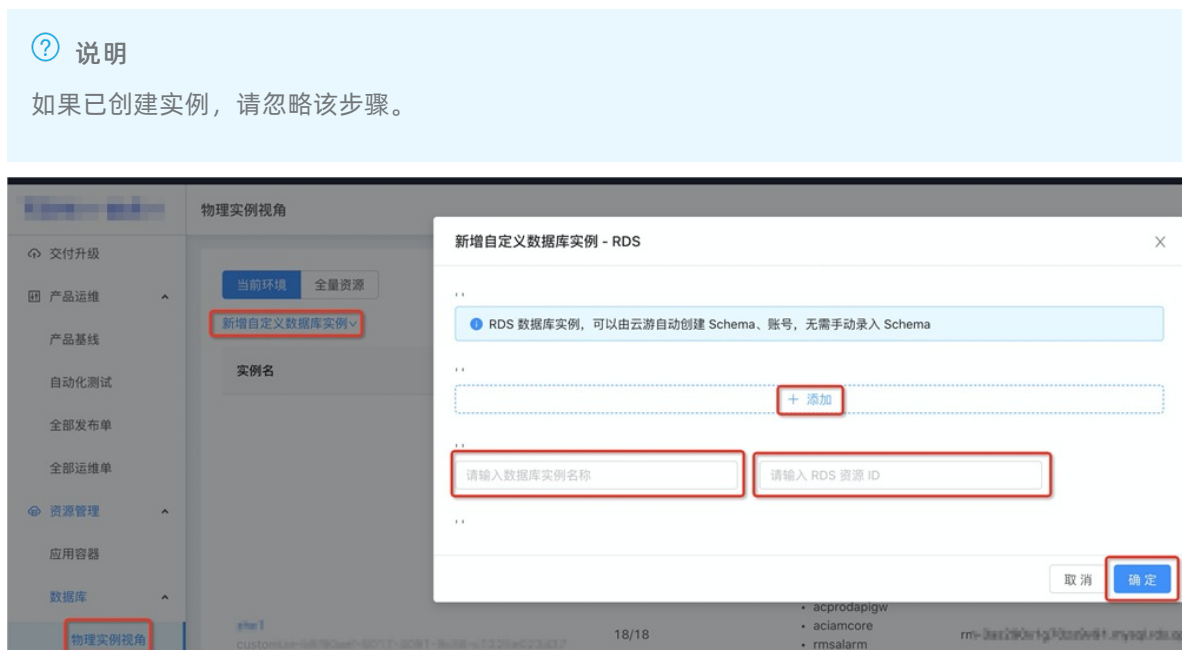 说明
如果已创建实例，请忽略该步骤。
物理实例视角
新增自定义数据库实例 - RDS
交付升级
当前环境 全量资源
产品运维
RDS 数据库实例，可以由云游自动创建 Schema、账号，无需手动录入 Schema
新增自定义数据库实例
产品基线
实例名
自动化测试
+ 添加
全部发布单
全部运维单
请输入数据库实例名称 请输入 RDS 资源 ID
资源管理
应用容器
取消 确定
数据库
acprodapigw
aciamcore
18/18
物理实例视角
rmsalarm